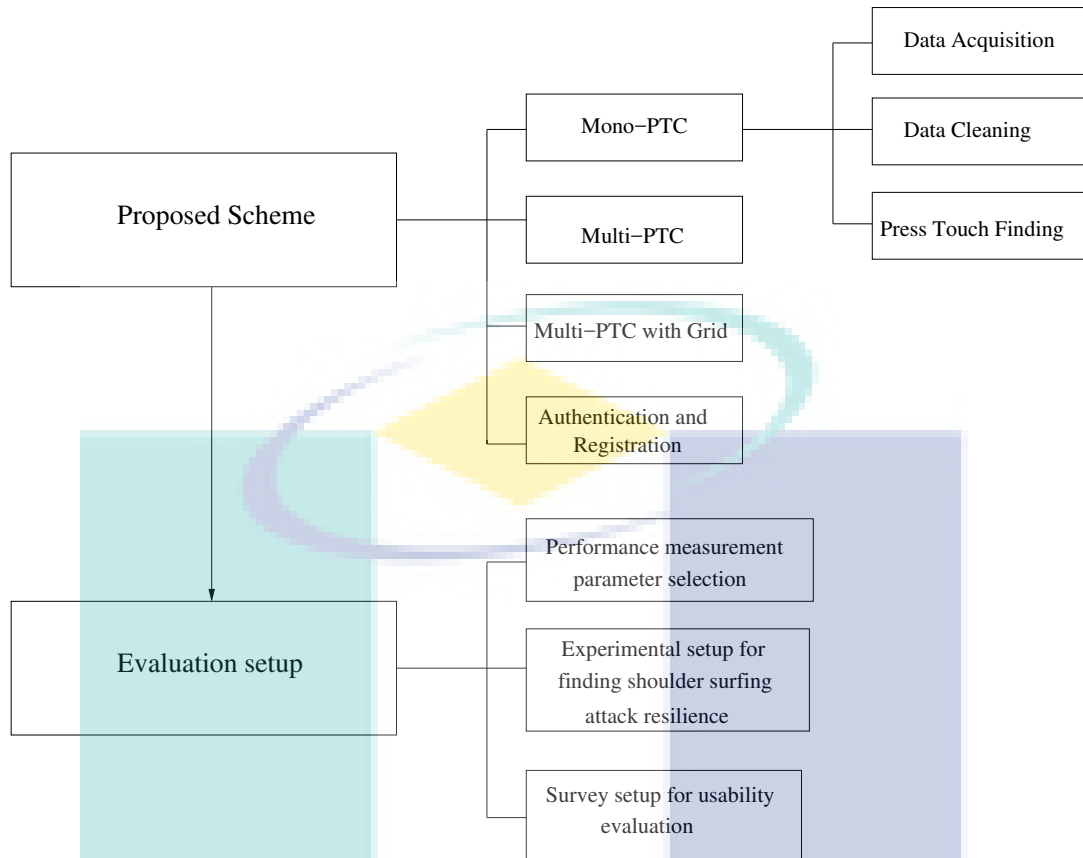 Proposed Scheme
Mono−PTC
Data Acquisition
Data Cleaning
Press Touch Finding
Multi−PTC
Multi−PTC with Grid
Authentication and
Registration
Evaluation setup
Performance measurement
parameter selection
Experimental setup for
finding shoulder surfing
attack resilience
Survey setup for usability
evaluation